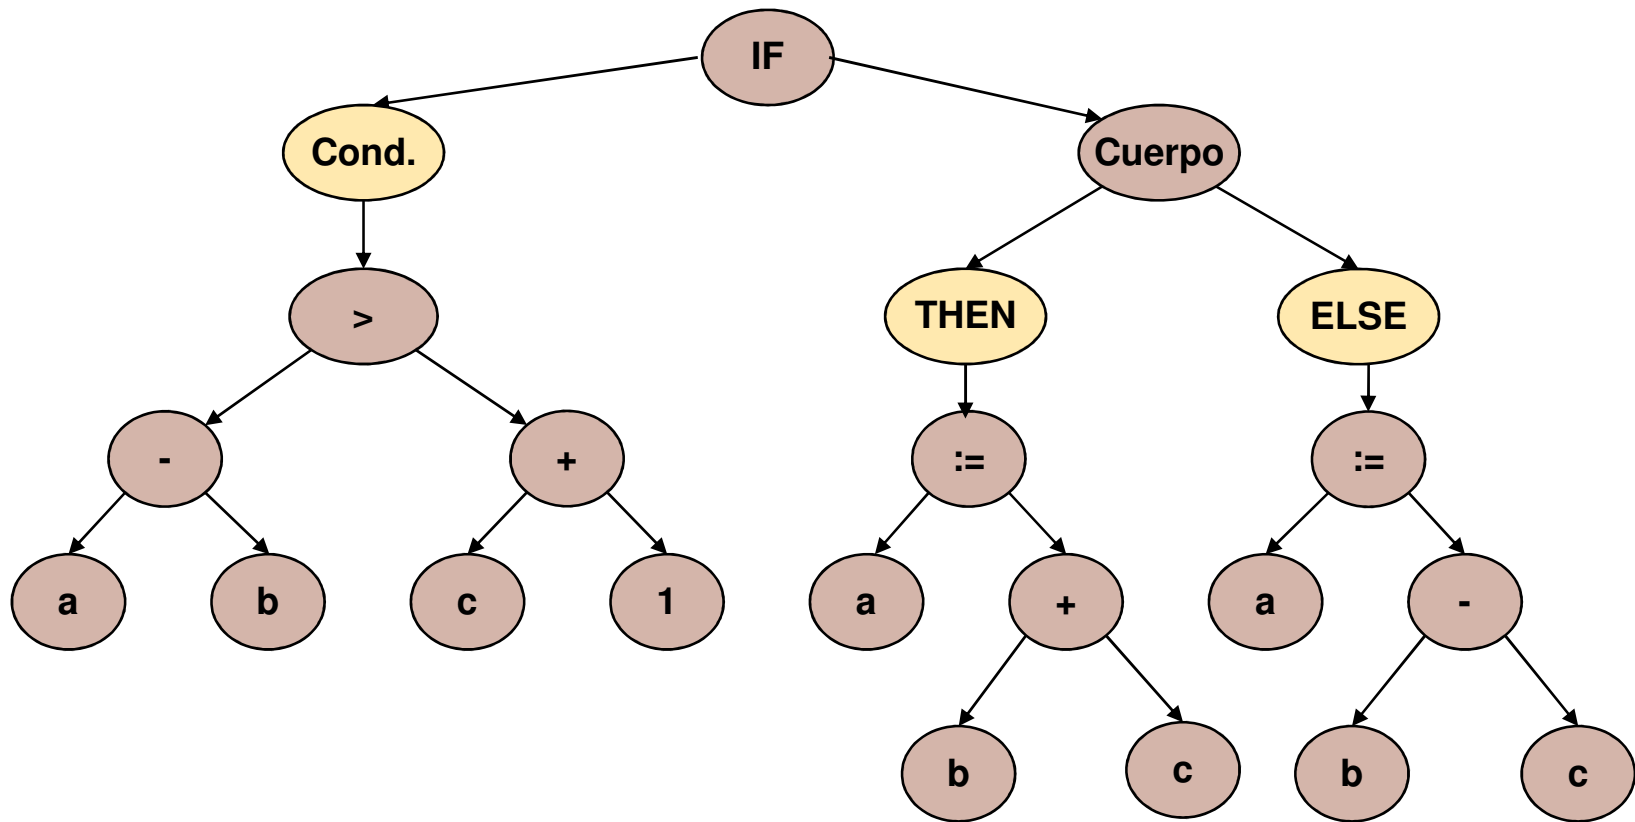 IF
Cond.
Cuerpo
>
THEN
ELSE
-
+
:=
:=
a
b
c
1
a
+
a
-
b
c
b
c